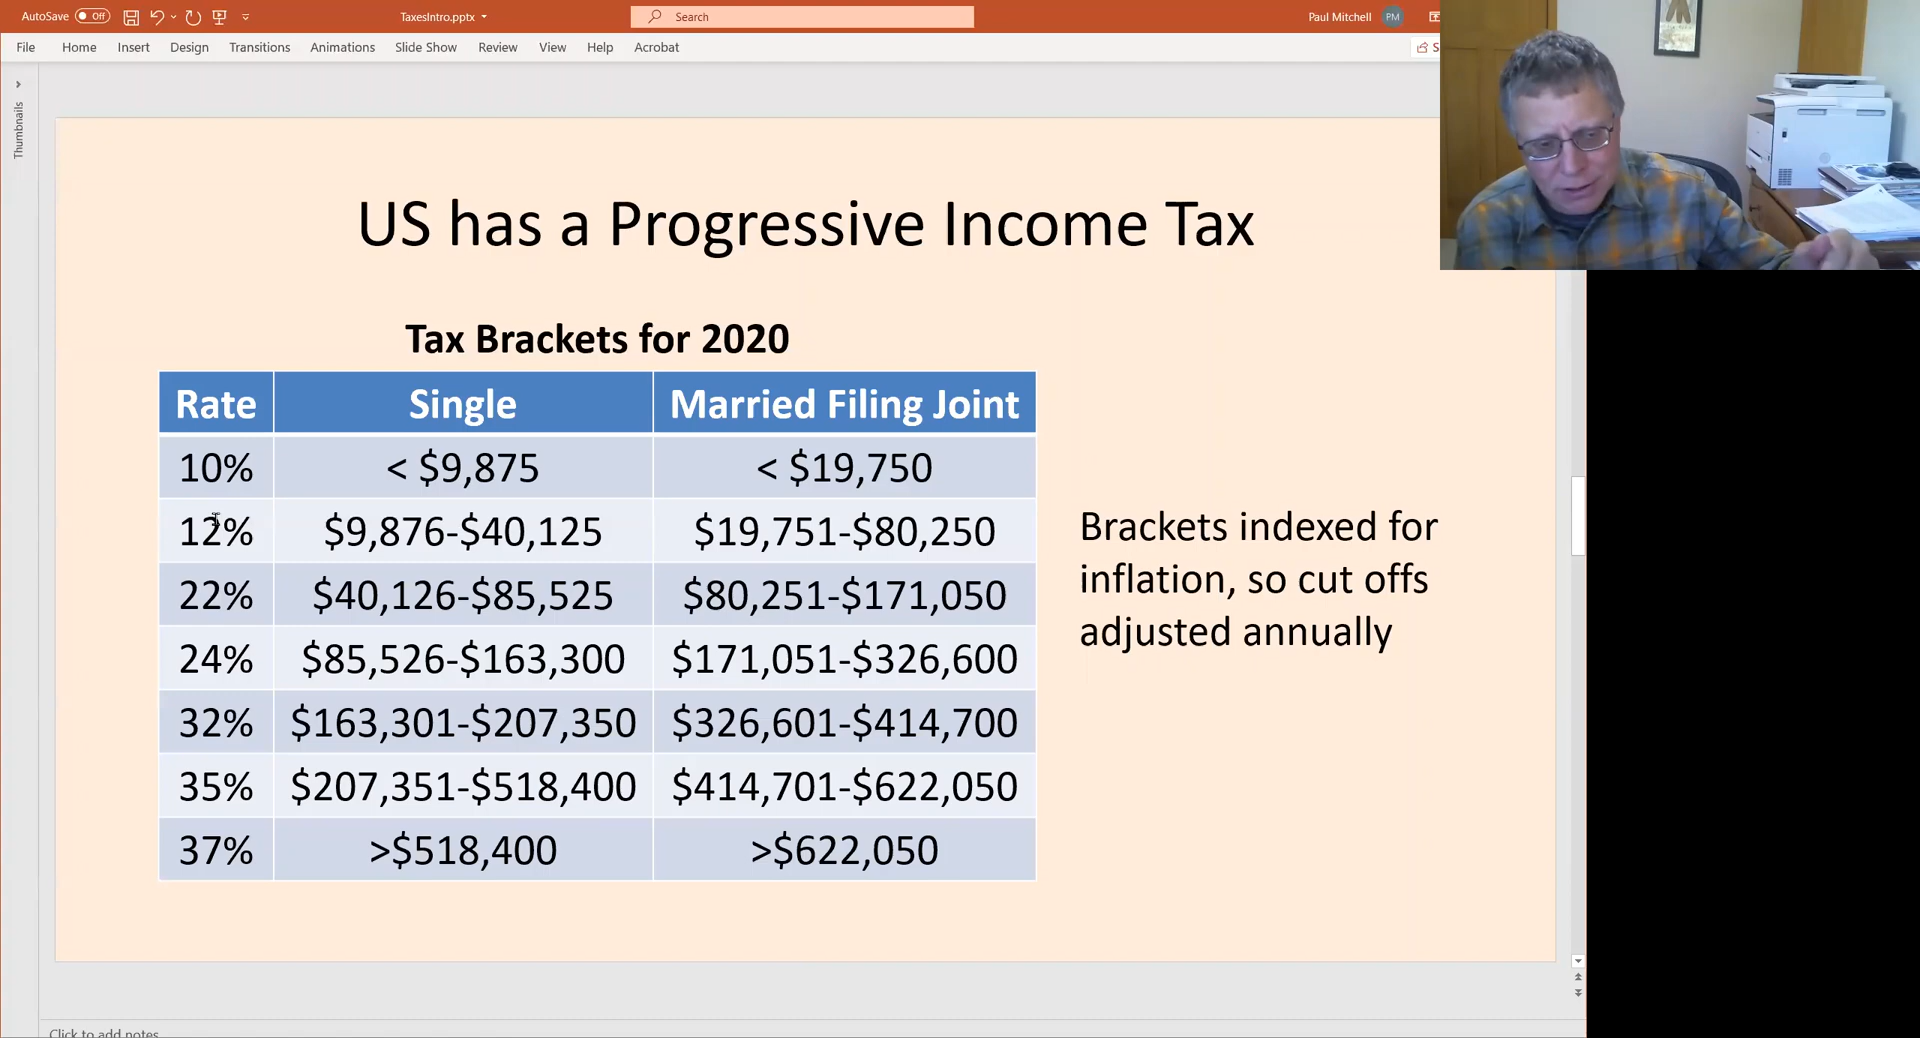 AutoSave Off TaxesIntro.pptx Search Paul Mitchell PM
File Home Insert Design Transitions Animations Slide Show Review View Help Acrobat S
Thumbnails
US has a Progressive Income Tax
Tax Brackets for 2020
Rate Single Married Filing Joint
10% < $9,875 < $19,750
12% $9,876-$40,125 $19,751-$80,250
22% $40,126-$85,525 $80,251-$171,050
24% $85,526-$163,300 $171,051-$326,600
32% $163,301-$207,350 $326,601-$414,700
35% $207,351-$518,400 $414,701-$622,050
37% >$518,400 >$622,050
Brackets indexed for
inflation, so cut offs
adjusted annually
Click to add notes